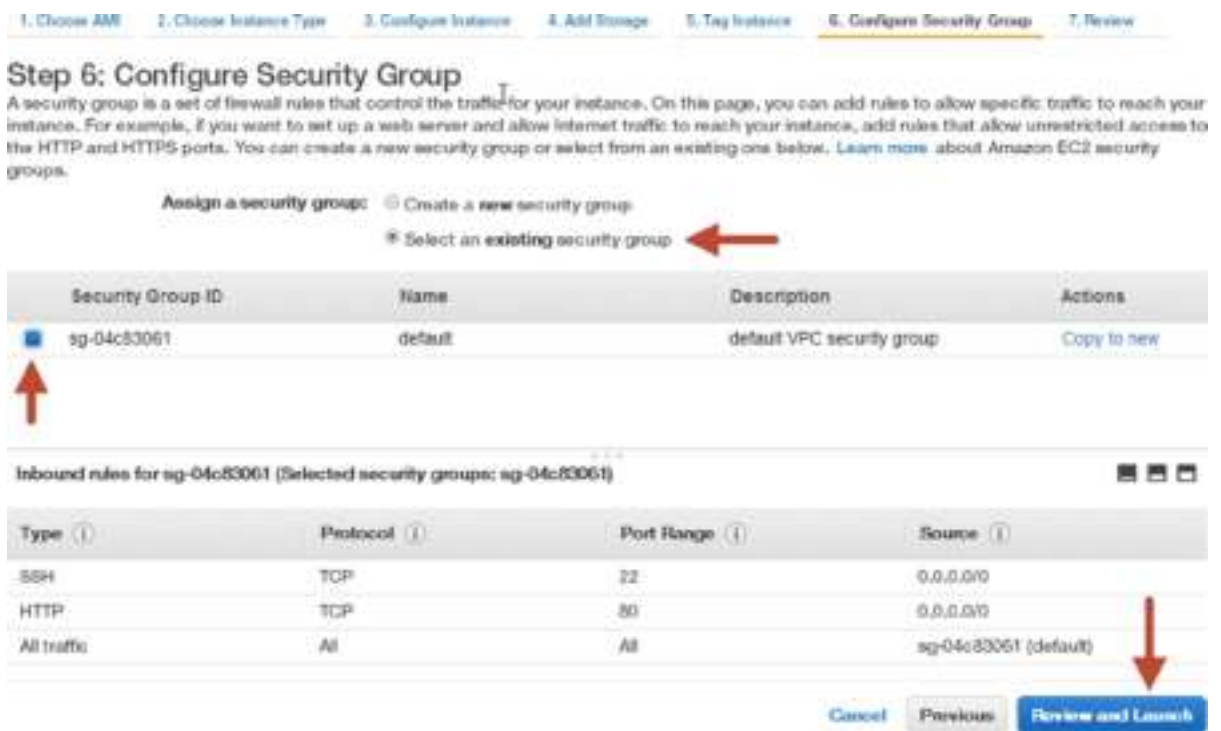 1. Choose AMI 2. Choose Instance Type 3. Configure Instance 4. Add Storage 5. Tag Instance 6. Configure Security Group 7. Review
Step 6: Configure Security Group
A security group is a set of firewall rules that control the traffic for your instance. On this page, you can add rules to allow specific traffic to reach your
instance. For example, if you want to set up a web server and allow Internet traffic to reach your instance, add rules that allow unrestricted access to
the HTTP and HTTPS ports. You can create a new security group or select from an existing one below. Learn more about Amazon EC2 security
groups.
Assign a security group: Create a new security group
Select an existing security group
Security Group ID Name Description Actions
sg-04c83061 default default VPC security group Copy to new
Inbound rules for sg-04c83061 (Selected security groups: sg-04c83061)
Type Protocol Port Range Source
SSH TCP 22 0.0.0.0/0
HTTP TCP 80 0.0.0.0/0
All traffic All All sg-04c83061 (default)
Cancel Previous Review and Launch